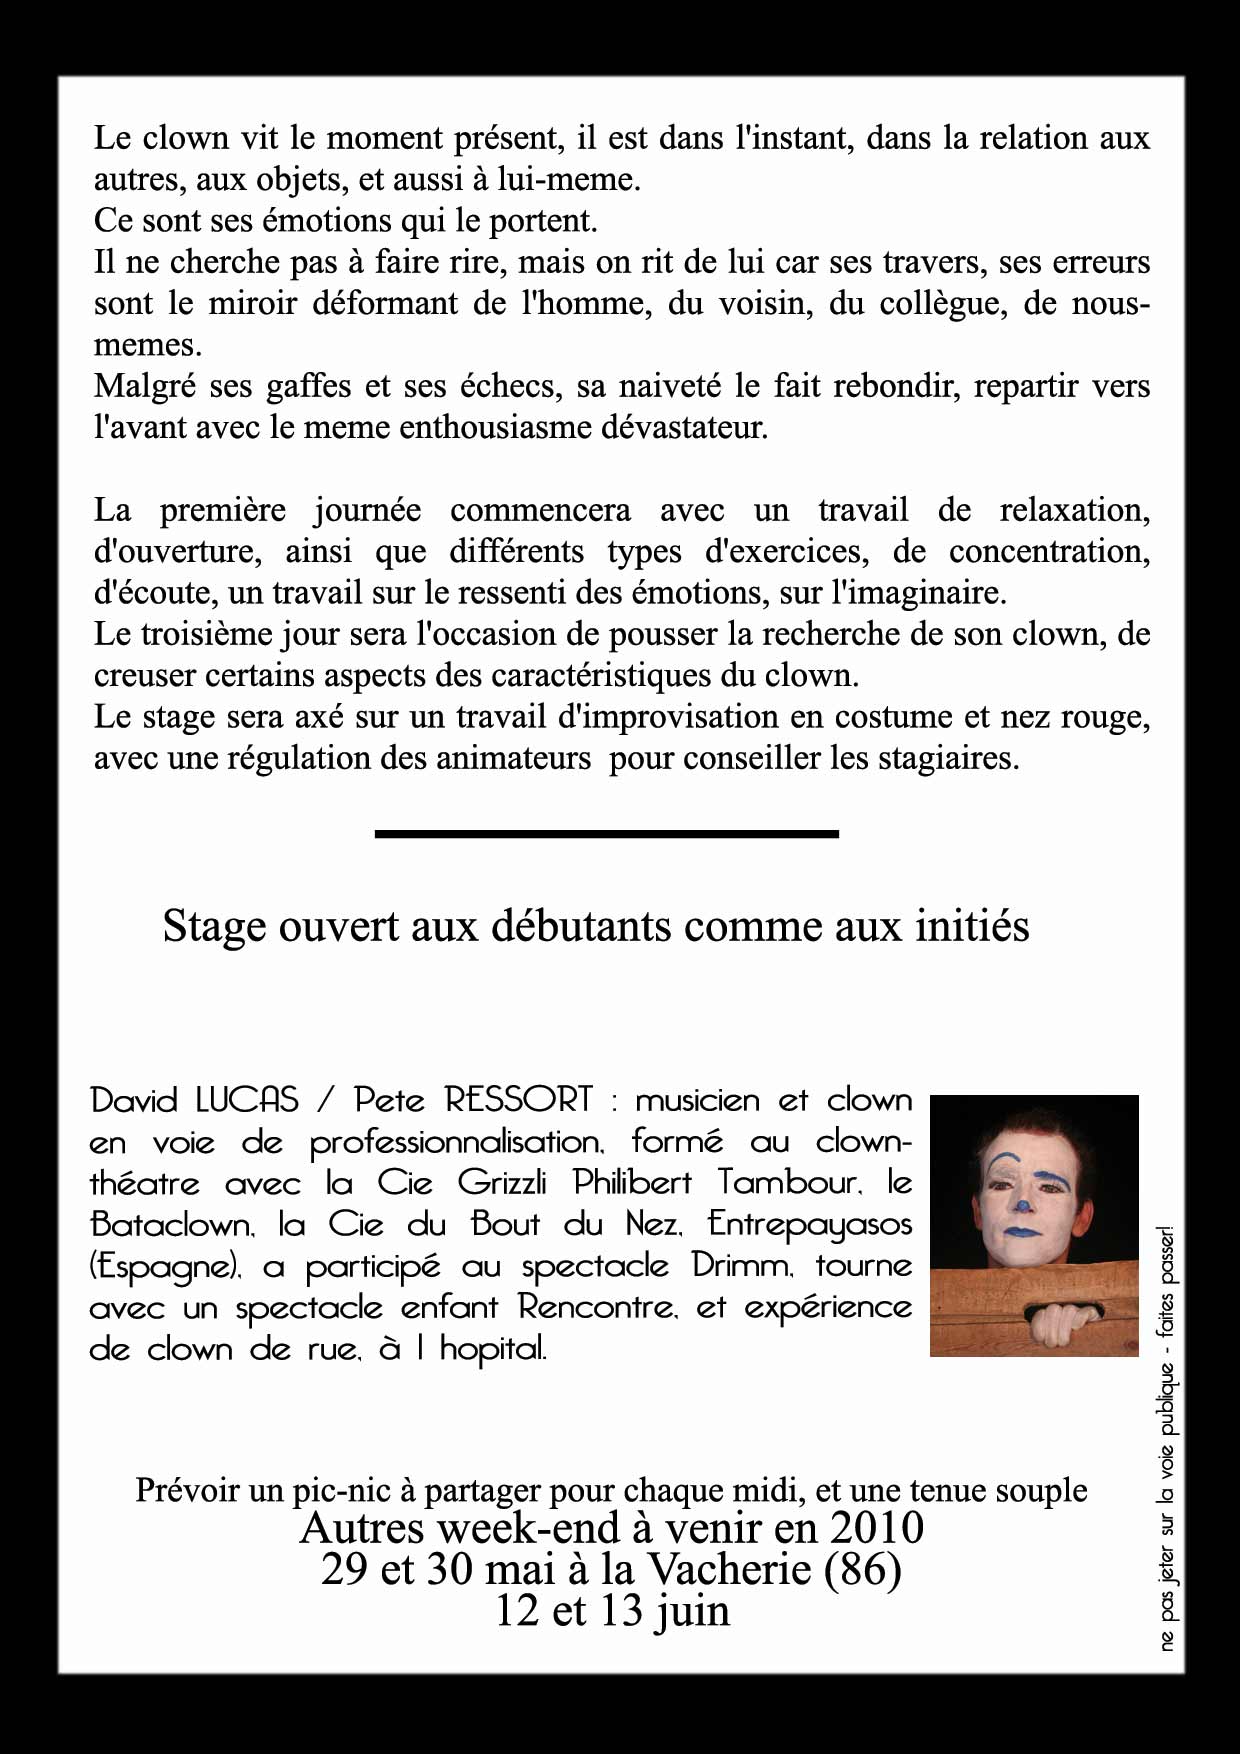 Le clown vit le moment présent, il est dans l'instant, dans la relation aux
autres, aux objets, et aussi à lui-meme.
Ce sont ses émotions qui le portent.
Il ne cherche pas à faire rire, mais on rit de lui car ses travers, ses erreurs
sont le miroir déformant de l'homme, du voisin, du collègue, de nous-
memes.
Malgré ses gaffes et ses échecs, sa naiveté le fait rebondir, repartir vers
l'avant avec le meme enthousiasme dévastateur.
La première journée commencera avec un travail de relaxation,
d'ouverture, ainsi que différents types d'exercices, de concentration,
d'écoute, un travail sur le ressenti des émotions, sur l'imaginaire.
Le troisième jour sera l'occasion de pousser la recherche de son clown, de
creuser certains aspects des caractéristiques du clown.
Le stage sera axé sur un travail d'improvisation en costume et nez rouge,
avec une régulation des animateurs  pour conseiller les stagiaires.
Stage ouvert aux débutants comme aux initiés
David LUCAS / Pete RESSORT : musicien et clown
en voie de professionnalisation, formé au clown-
théatre avec la Cie Grizzli Philibert Tambour, le
Bataclown, la Cie du Bout du Nez, Entrepayasos
(Espagne), a participé au spectacle Drimm, tourne
avec un spectacle enfant Rencontre, et expérience
de clown de rue, à l hopital.
Prévoir un pic-nic à partager pour chaque midi, et une tenue souple
Autres week-end à venir en 2010
29 et 30 mai à la Vacherie (86)
12 et 13 juin
ne pas jeter sur la voie publique - faites passer!